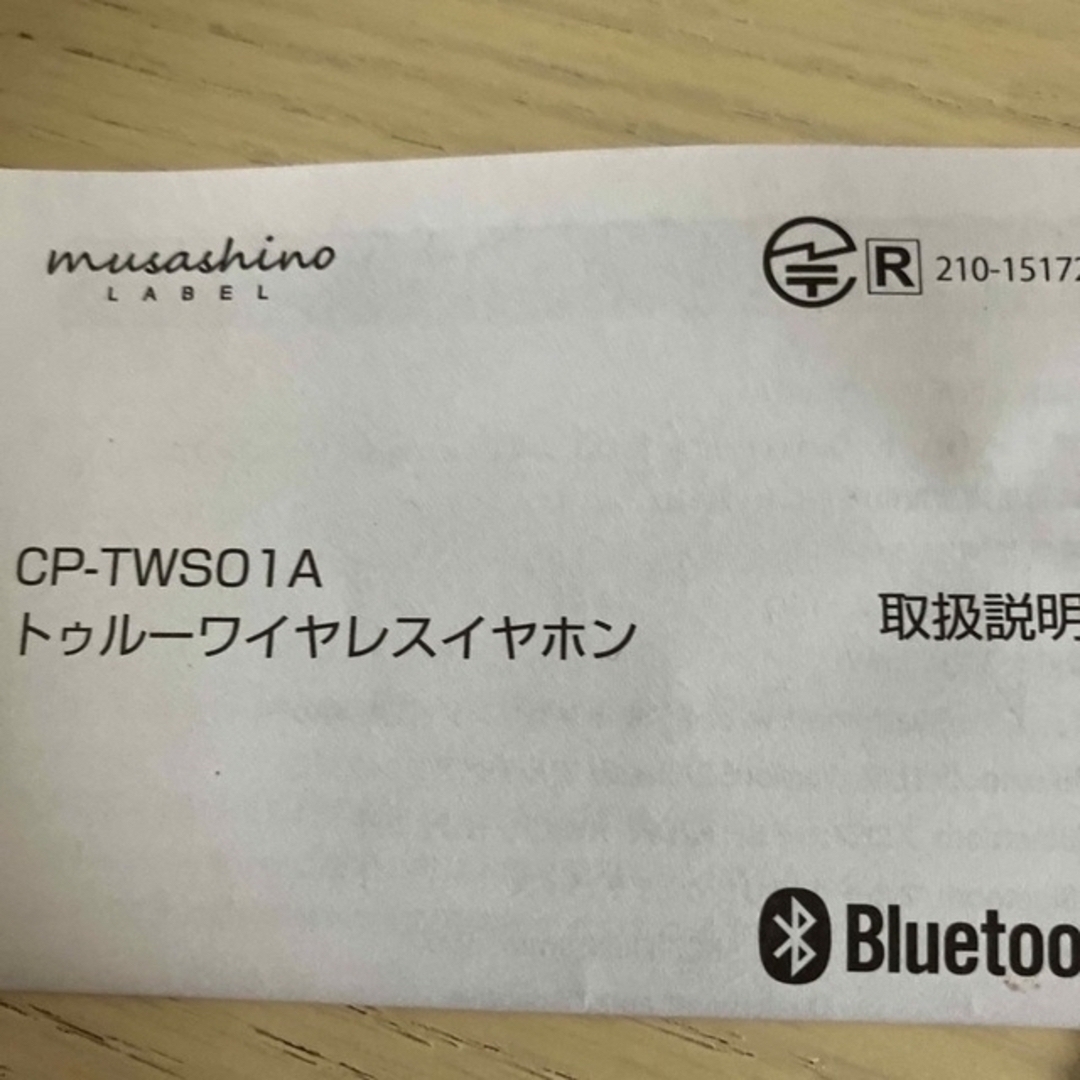 musashino
LABEL
R 210-15172
CP-TWS01A
トゥルーワイヤレスイヤホン
取扱説明
Bluetoo